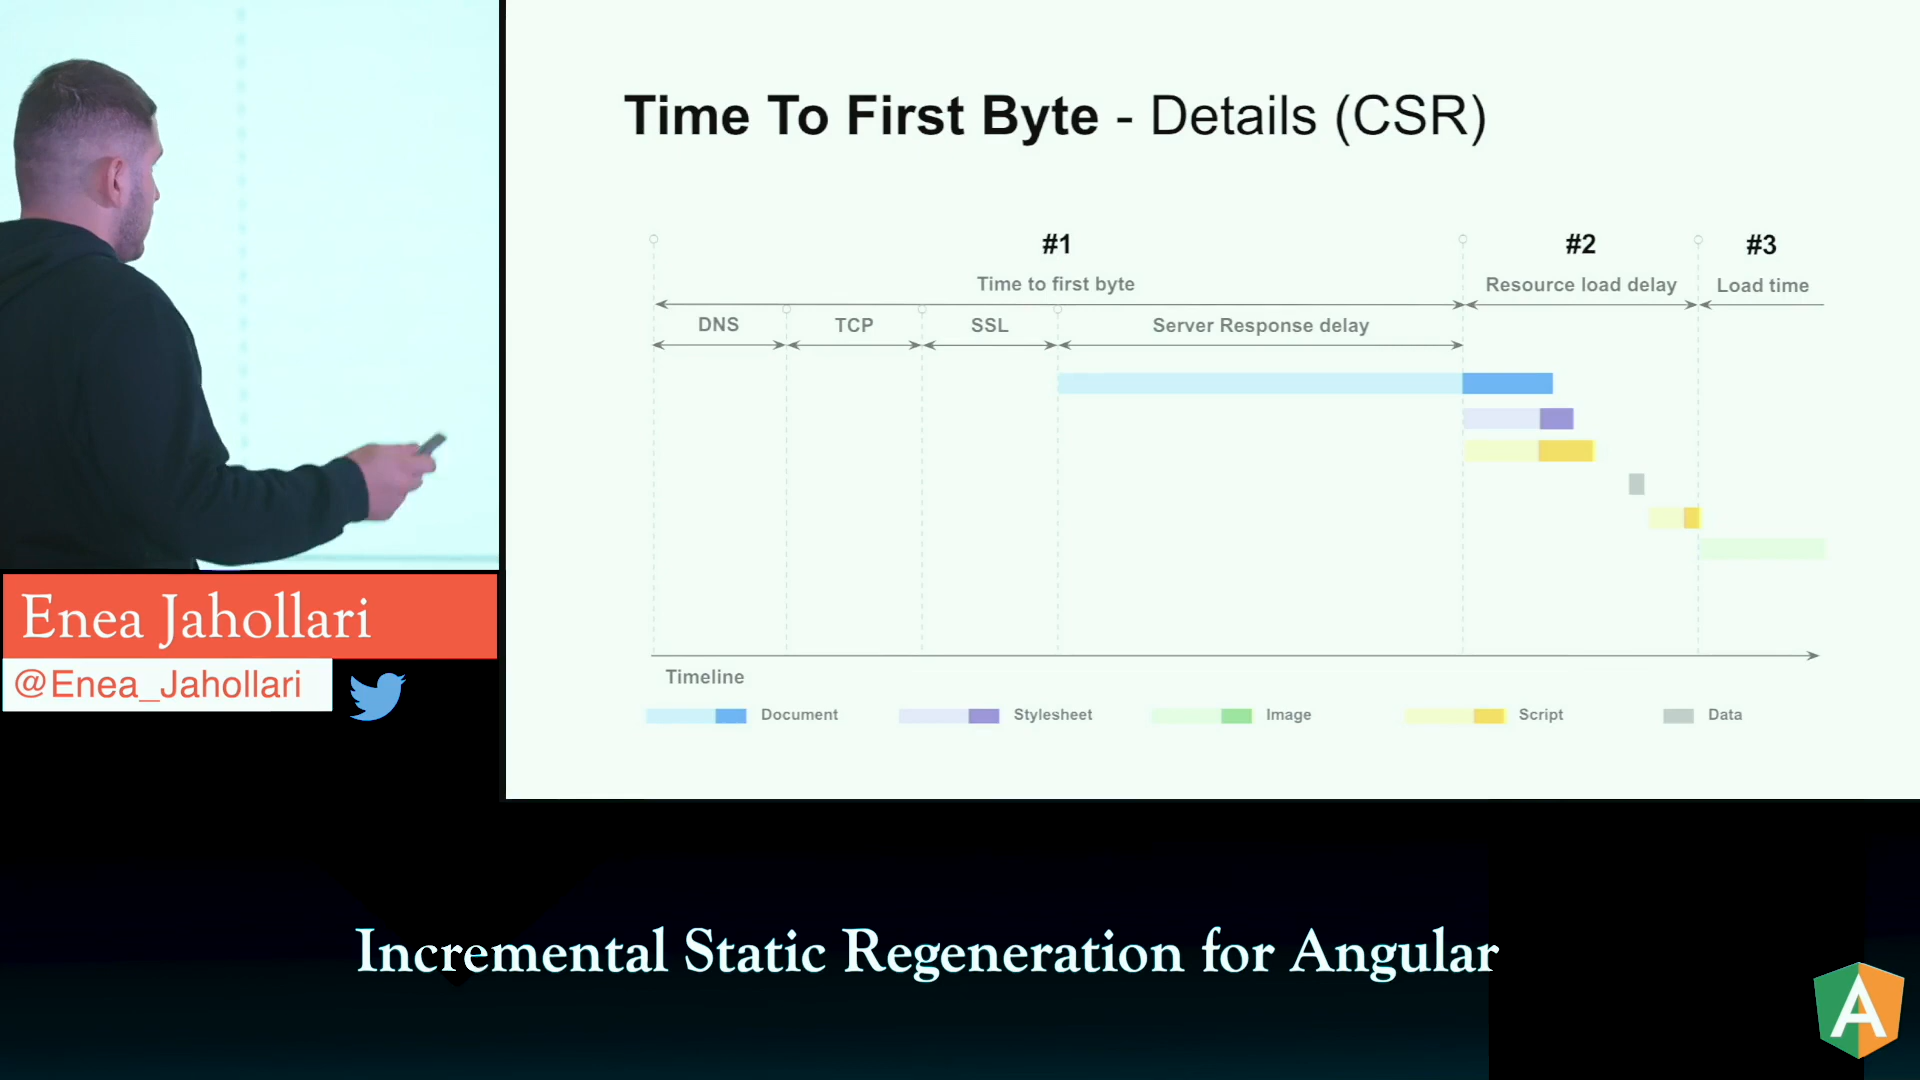 Time To First Byte - Details (CSR)
#1
#2
#3
Time to first byte
Resource load delay
Load time
DNS
TCP
SSL
Server Response delay
Timeline
Document
Stylesheet
Image
Script
Data
Enea Jahollari
@Enea_Jahollari
Incremental Static Regeneration for Angular
A